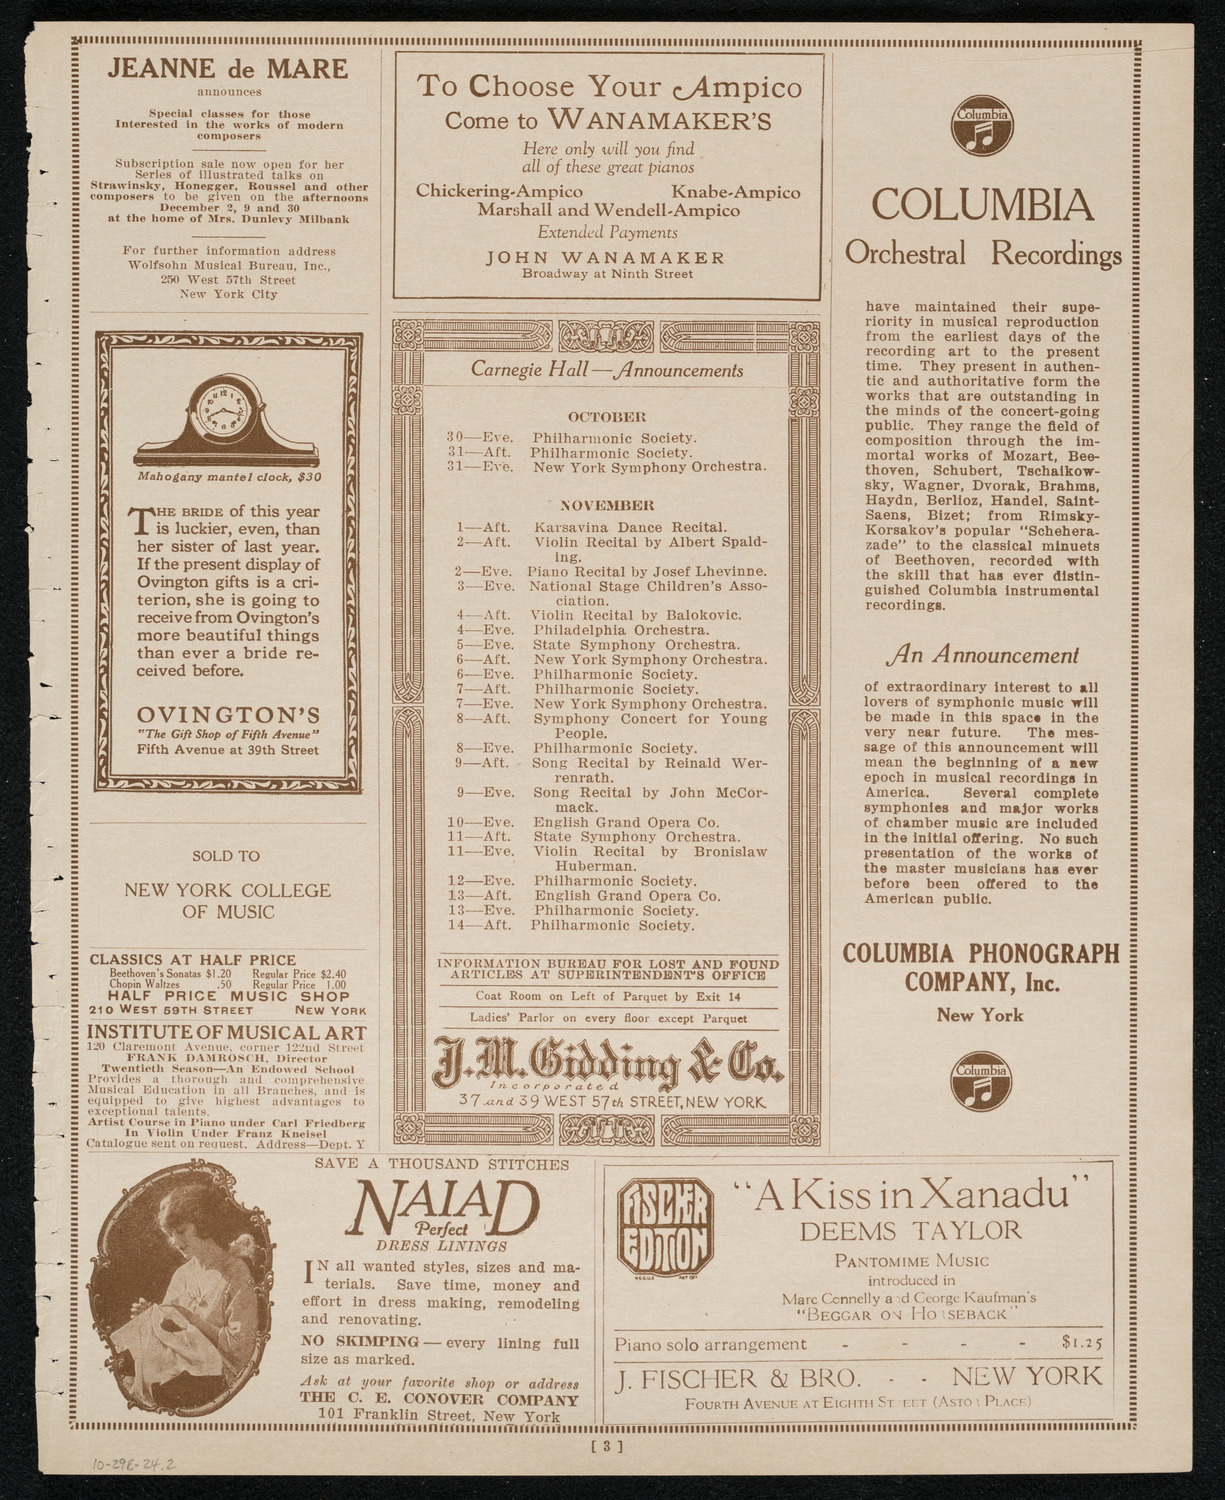 JEANNE de MARE
announces
Special classes for those
Interested in the works of modern
composers
Subscription sale now open for her
Series of illustrated talks on
Strawinsky, Honegger, Roussel and other
composers to be given on the afternoons
December 2, 9 and 30
at the home of Mrs. Dunlevy Milbank
For further information address
Wolfsohn Musical Bureau, Inc.,
250 West 57th Street
New York City
Mahogany mantel clock, $30
THE BRIDE of this year
is luckier, even, than
her sister of last year.
If the present display of
Ovington gifts is a cri-
terion, she is going to
receive from Ovington's
more beautiful things
than ever a bride re-
ceived before.
OVINGTON'S
"The Gift Shop of Fifth Avenue"
Fifth Avenue at 39th Street
SOLD TO
NEW YORK COLLEGE
OF MUSIC
CLASSICS AT HALF PRICE
Beethoven's Sonatas $1.20 Regular Price $2.40
Chopin Waltzes .50 Regular Price 1.00
HALF PRICE MUSIC SHOP
210 WEST 59TH STREET NEW YORK
INSTITUTE OF MUSICAL ART
120 Claremont Avenue, corner 122nd Street
FRANK DAMROSCH, Director
Twentieth Season—An Endowed School
Provides a thorough and comprehensive
Musical Education in all Branches, and is
equipped to give highest advantages to
exceptional talents.
Artist Course in Piano under Carl Friedberg
In Violin Under Franz Kneisel
Catalogue sent on request. Address—Dept. Y
To Choose Your Ampico
Come to WANAMAKER'S
Here only will you find
all of these great pianos
Chickering-Ampico Knabe-Ampico
Marshall and Wendell-Ampico
Extended Payments
JOHN WANAMAKER
Broadway at Ninth Street
Carnegie Hall—Announcements
OCTOBER
30—Eve. Philharmonic Society.
31—Aft. Philharmonic Society.
31—Eve. New York Symphony Orchestra.
NOVEMBER
1—Aft. Karsavina Dance Recital.
2—Aft. Violin Recital by Albert Spald-
ing.
2—Eve. Piano Recital by Josef Lhevinne.
3—Eve. National Stage Children's Asso-
ciation.
4—Aft. Violin Recital by Balokovic.
4—Eve. Philadelphia Orchestra.
5—Eve. State Symphony Orchestra.
6—Aft. New York Symphony Orchestra.
6—Eve. Philharmonic Society.
7—Aft. Philharmonic Society.
7—Eve. New York Symphony Orchestra.
8—Aft. Symphony Concert for Young
People.
8—Eve. Philharmonic Society.
9—Aft. Song Recital by Reinald Wer-
renrath.
9—Eve. Song Recital by John McCor-
mack.
10—Eve. English Grand Opera Co.
11—Aft. State Symphony Orchestra.
11—Eve. Violin Recital by Bronislaw
Huberman.
12—Eve. Philharmonic Society.
13—Aft. English Grand Opera Co.
13—Eve. Philharmonic Society.
14—Aft. Philharmonic Society.
INFORMATION BUREAU FOR LOST AND FOUND
ARTICLES AT SUPERINTENDENT'S OFFICE
Coat Room on Left of Parquet by Exit 14
Ladies' Parlor on every floor except Parquet
J.M. Gidding & Co.
Incorporated
37 and 39 WEST 57th STREET, NEW YORK
Columbia
COLUMBIA
Orchestral Recordings
have maintained their supe-
riority in musical reproduction
from the earliest days of the
recording art to the present
time. They present in authen-
tic and authoritative form the
works that are outstanding in
the minds of the concert-going
public. They range the field of
composition through the im-
mortal works of Mozart, Bee-
thoven, Schubert, Tschaikow-
sky, Wagner, Dvorak, Brahms,
Haydn, Berlioz, Handel, Saint-
Saens, Bizet; from Rimsky-
Korsakov's popular "Schehera-
zade" to the classical minuets
of Beethoven, recorded with
the skill that has ever distin-
guished Columbia instrumental
recordings.
An Announcement
of extraordinary interest to all
lovers of symphonic music will
be made in this space in the
very near future. The mes-
sage of this announcement will
mean the beginning of a new
epoch in musical recordings in
America. Several complete
symphonies and major works
of chamber music are included
in the initial offering. No such
presentation of the works of
the master musicians has ever
before been offered to the
American public.
COLUMBIA PHONOGRAPH
COMPANY, Inc.
New York
Columbia
SAVE A THOUSAND STITCHES
NAIAD
Perfect
DRESS LININGS
IN all wanted styles, sizes and ma-
terials. Save time, money and
effort in dress making, remodeling
and renovating.
NO SKIMPING—every lining full
size as marked.
Ask at your favorite shop or address
THE C. E. CONOVER COMPANY
101 Franklin Street, New York
FISCHER
EDITION
REG.US PAT OFF
"A Kiss in Xanadu"
DEEMS TAYLOR
PANTOMIME MUSIC
introduced in
Marc Connelly and George Kaufman's
"BEGGAR ON HORSEBACK"
Piano solo arrangement - - - $1.25
J. FISCHER & BRO. - - NEW YORK
FOURTH AVENUE AT EIGHTH STREET (ASTOR PLACE)
[ 3 ]
10-29E-24.2